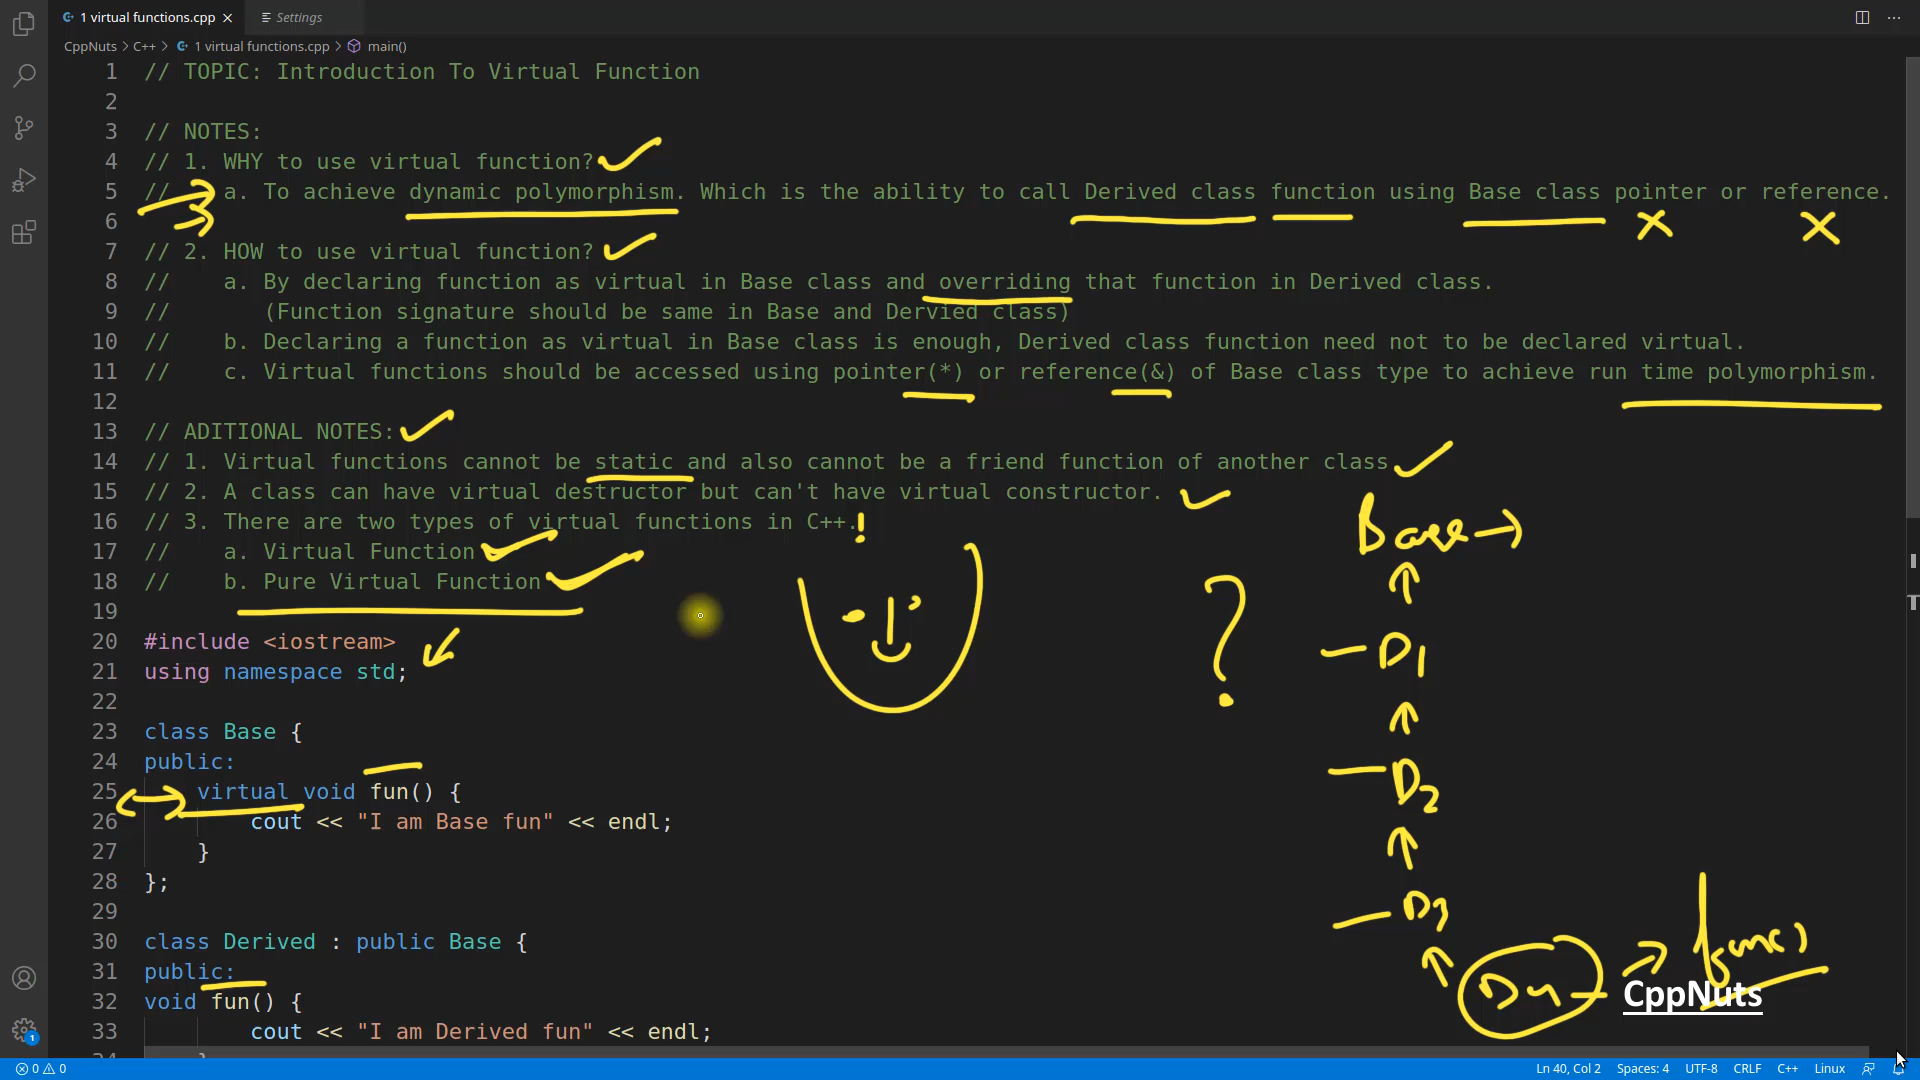 1 virtual functions.cpp
Settings
CppNuts > C++ > 1 virtual functions.cpp > main()
1 // TOPIC: Introduction To Virtual Function
2
3 // NOTES:
4 // 1. WHY to use virtual function?
5 // a. To achieve dynamic polymorphism. Which is the ability to call Derived class function using Base class pointer or reference.
6
7 // 2. HOW to use virtual function?
8 // a. By declaring function as virtual in Base class and overriding that function in Derived class.
9 // (Function signature should be same in Base and Dervied class)
10 // b. Declaring a function as virtual in Base class is enough, Derived class function need not to be declared virtual.
11 // c. Virtual functions should be accessed using pointer(*) or reference(&) of Base class type to achieve run time polymorphism.
12
13 // ADITIONAL NOTES:
14 // 1. Virtual functions cannot be static and also cannot be a friend function of another class
15 // 2. A class can have virtual destructor but can't have virtual constructor.
16 // 3. There are two types of virtual functions in C++. !
17 // a. Virtual Function
18 // b. Pure Virtual Function
19
20 #include <iostream>
21 using namespace std;
22
23 class Base {
24 public:
25 virtual void fun() {
26 cout << "I am Base fun" << endl;
27 }
28 };
29
30 class Derived : public Base {
31 public:
32 void fun() {
33 cout << "I am Derived fun" << endl;
Base
?
D1
D2
D3
D4
CppNuts
0 0
Ln 40, Col 2
Spaces: 4
UTF-8
CRLF
C++
Linux
1